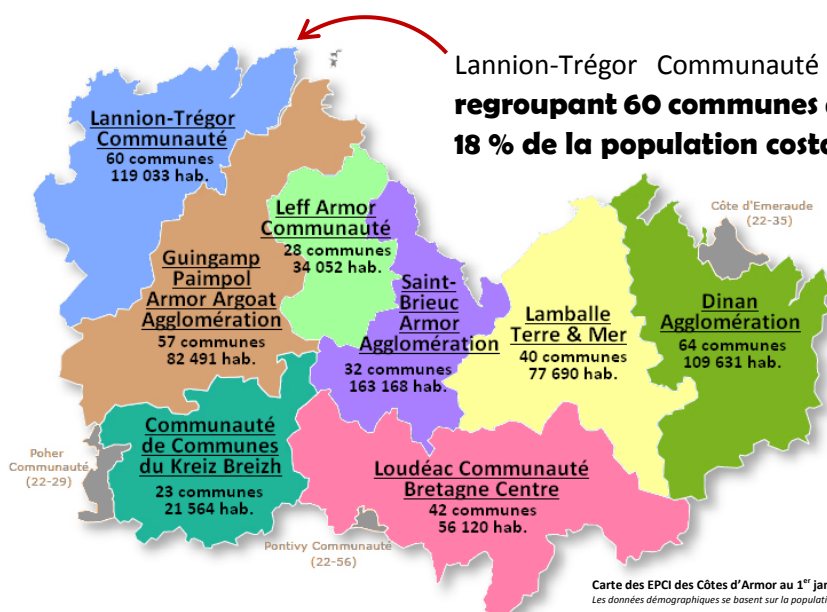 Lannion-Trégor Communauté
regroupant 60 communes
18 % de la population
Lannion-Trégor
Communauté
60 communes
119 033 hab.
Côte d'Emeraude
(22-35)
Leff Armor
Communauté
28 communes
34 052 hab.
Guingamp
Paimpol
Armor Argoat
Agglomération
57 communes
82 491 hab.
Saint-
Brieuc
Armor
Agglomération
32 communes
163 168 hab.
Lamballe
Terre & Mer
40 communes
77 690 hab.
Dinan
Agglomération
64 communes
109 631 hab.
Communauté
de Communes
du Kreiz Breizh
23 communes
21 564 hab.
Poher
Communauté
(22-29)
Loudéac Communauté
Bretagne Centre
42 communes
56 120 hab.
Pontivy Communauté
(22-56)
Carte des EPCI des Côtes d'Armor au 1er
Les données démographiques se basent sur la